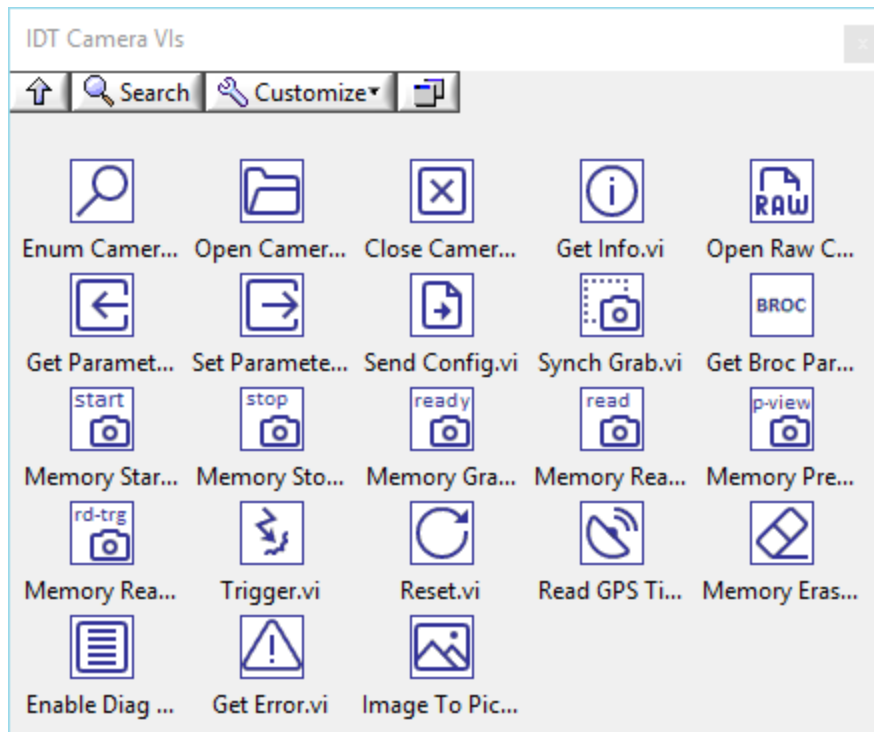 IDT Camera VIs
x
Search Customize
RAW
Enum Camer... Open Camer... Close Camer... Get Info.vi Open Raw C...
BROC
Get Paramet... Set Paramete... Send Config.vi Synch Grab.vi Get Broc Par...
start stop ready read p-view
Memory Star... Memory Sto... Memory Gra... Memory Rea... Memory Pre...
rd-trg
Memory Rea... Trigger.vi Reset.vi Read GPS Ti... Memory Eras...
Enable Diag ... Get Error.vi Image To Pic...